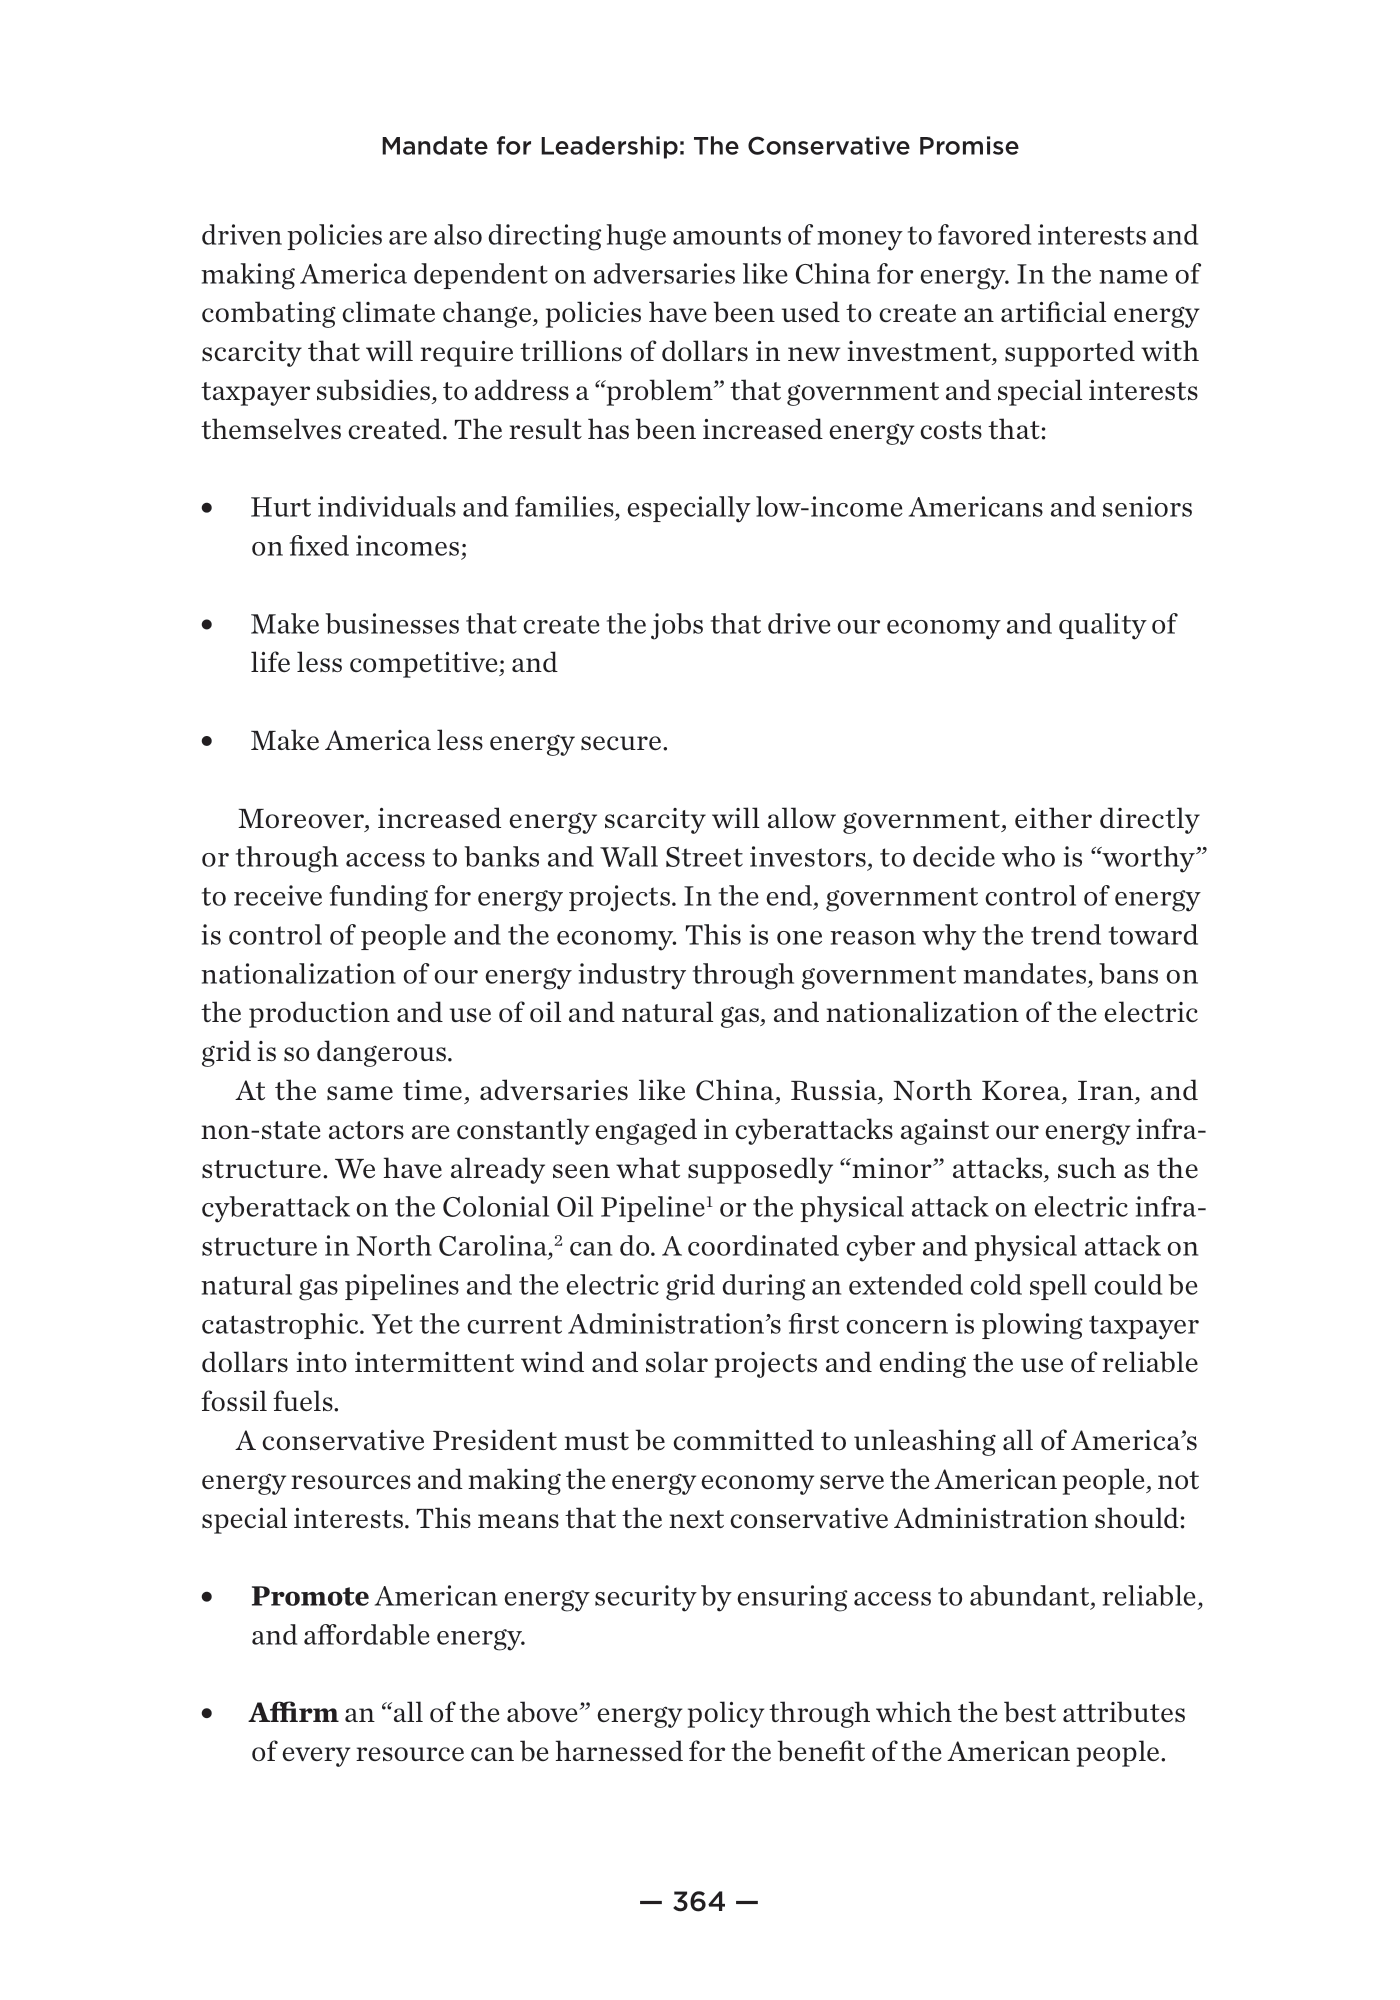 Mandate for Leadership: The Conservative Promise
driven policies are also directing huge amounts of money to favored interests and
making America dependent on adversaries like China for energy. In the name of
combating climate change, policies have been used to create an artificial energy
scarcity that will require trillions of dollars in new investment, supported with
taxpayer subsidies, to address a “problem” that government and special interests
themselves created. The result has been increased energy costs that:
• Hurt individuals and families, especially low-income Americans and seniors
on fixed incomes;
• Make businesses that create the jobs that drive our economy and quality of
life less competitive; and
• Make America less energy secure.
Moreover, increased energy scarcity will allow government, either directly
or through access to banks and Wall Street investors, to decide who is “worthy”
to receive funding for energy projects. In the end, government control of energy
is control of people and the economy. This is one reason why the trend toward
nationalization of our energy industry through government mandates, bans on
the production and use of oil and natural gas, and nationalization of the electric
grid is so dangerous.
At the same time, adversaries like China, Russia, North Korea, Iran, and
non-state actors are constantly engaged in cyberattacks against our energy infra-
structure. We have already seen what supposedly “minor” attacks, such as the
cyberattack on the Colonial Oil Pipeline¹ or the physical attack on electric infra-
structure in North Carolina,² can do. A coordinated cyber and physical attack on
natural gas pipelines and the electric grid during an extended cold spell could be
catastrophic. Yet the current Administration’s first concern is plowing taxpayer
dollars into intermittent wind and solar projects and ending the use of reliable
fossil fuels.
A conservative President must be committed to unleashing all of America’s
energy resources and making the energy economy serve the American people, not
special interests. This means that the next conservative Administration should:
• Promote American energy security by ensuring access to abundant, reliable,
and affordable energy.
• Affirm an “all of the above” energy policy through which the best attributes
of every resource can be harnessed for the benefit of the American people.
— 364 —